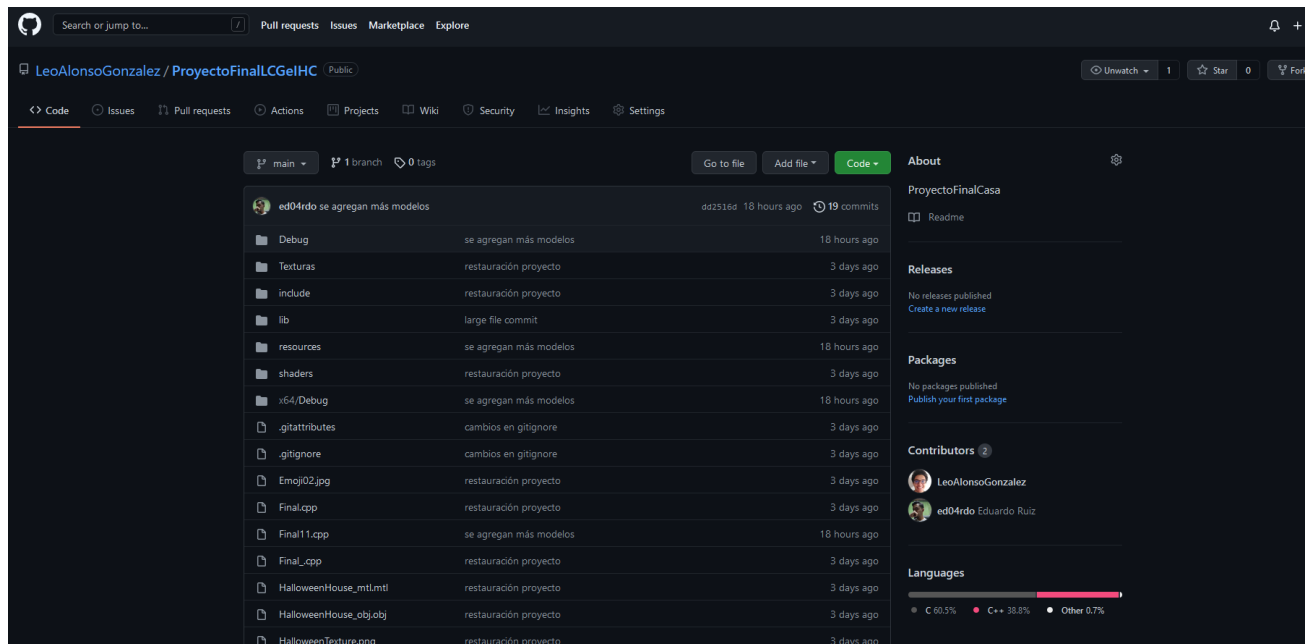 Search or jump to... / Pull requests Issues Marketplace Explore
LeoAlonsoGonzalez / ProyectoFinalLCGeIHC Public Unwatch 1 Star 0 Fork
Code Issues Pull requests Actions Projects Wiki Security Insights Settings
main 1 branch 0 tags Go to file Add file Code
About
ProyectoFinalCasa
Readme
Releases
No releases published
Create a new release
Packages
No packages published
Publish your first package
Contributors 2
LeoAlonsoGonzalez
ed04rdo Eduardo Ruiz
Languages
C 60.5% C++ 38.8% Other 0.7%
ed04rdo se agregan más modelos dd2516d 18 hours ago 19 commits
Debug se agregan más modelos 18 hours ago
Texturas restauración proyecto 3 days ago
include restauración proyecto 3 days ago
lib large file commit 3 days ago
resources se agregan más modelos 18 hours ago
shaders restauración proyecto 3 days ago
x64/Debug se agregan más modelos 18 hours ago
.gitattributes cambios en gitignore 3 days ago
.gitignore cambios en gitignore 3 days ago
Emoji02.jpg restauración proyecto 3 days ago
Final.cpp restauración proyecto 3 days ago
Final11.cpp se agregan más modelos 18 hours ago
Final_.cpp restauración proyecto 3 days ago
HalloweenHouse_mtl.mtl restauración proyecto 3 days ago
HalloweenHouse_obj.obj restauración proyecto 3 days ago
HalloweenTexture.png restauración proyecto 3 days ago